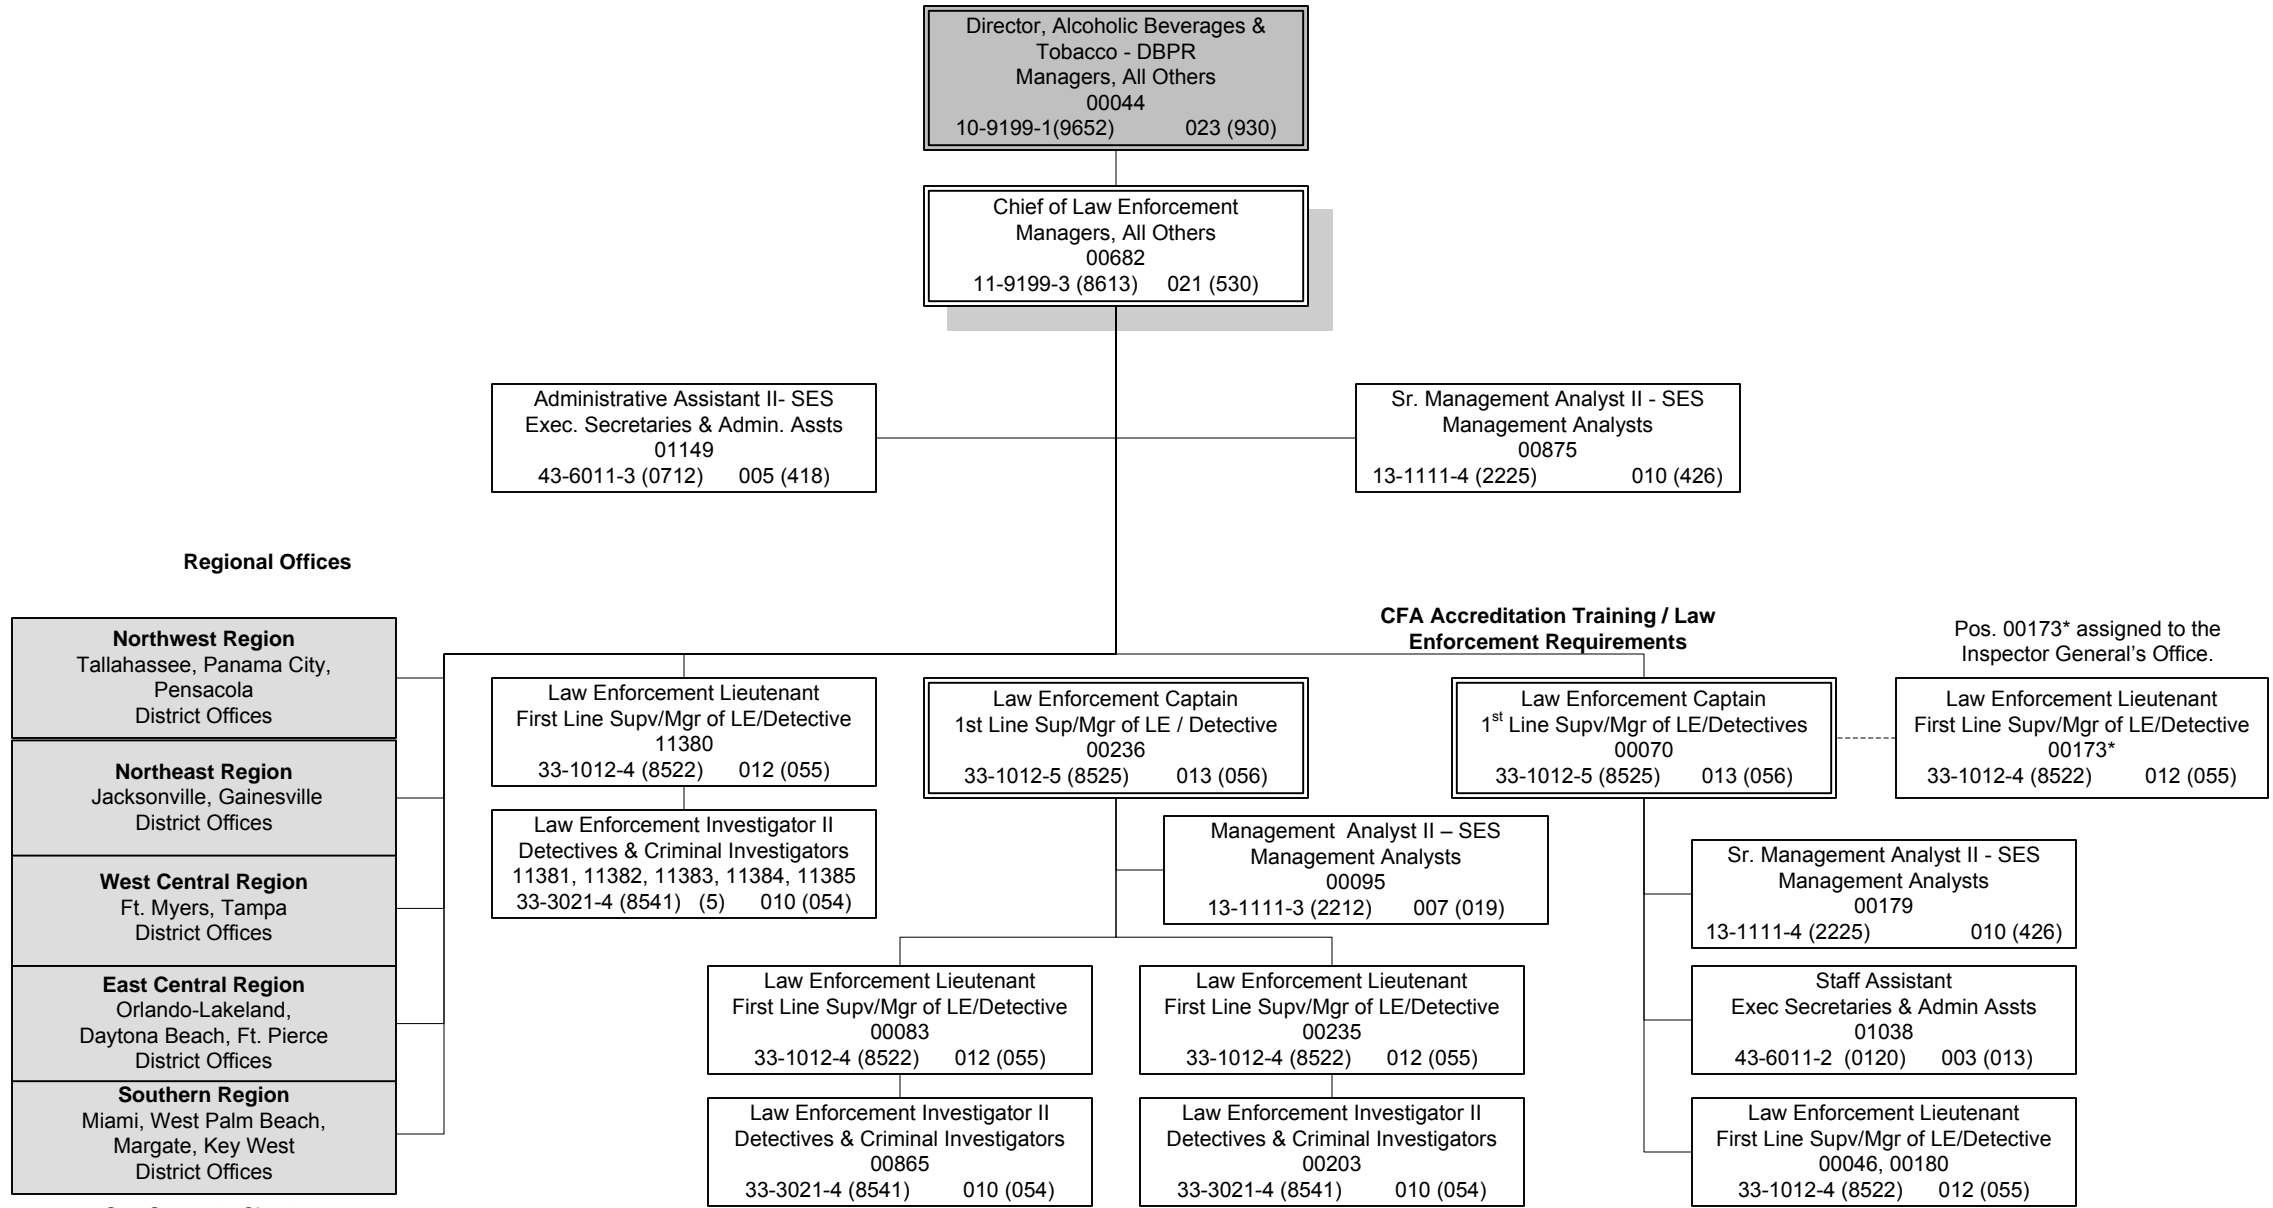 Director, Alcoholic Beverages &
Tobacco - DBPR
Managers, All Others
00044
10-9199-1(9652) 023 (930)
Chief of Law Enforcement
Managers, All Others
00682
11-9199-3 (8613) 021 (530)
Administrative Assistant II- SES
Exec. Secretaries & Admin. Assts
01149
43-6011-3 (0712) 005 (418)
Sr. Management Analyst II - SES
Management Analysts
00875
13-1111-4 (2225) 010 (426)
Regional Offices
Northwest Region
Tallahassee, Panama City,
Pensacola
District Offices
Northeast Region
Jacksonville, Gainesville
District Offices
West Central Region
Ft. Myers, Tampa
District Offices
East Central Region
Orlando-Lakeland,
Daytona Beach, Ft. Pierce
District Offices
Southern Region
Miami, West Palm Beach,
Margate, Key West
District Offices
Law Enforcement Lieutenant
First Line Supv/Mgr of LE/Detective
11380
33-1012-4 (8522) 012 (055)
Law Enforcement Investigator II
Detectives & Criminal Investigators
11381, 11382, 11383, 11384, 11385
33-3021-4 (8541) (5) 010 (054)
Law Enforcement Captain
1st Line Sup/Mgr of LE / Detective
00236
33-1012-5 (8525) 013 (056)
Management Analyst II – SES
Management Analysts
00095
13-1111-3 (2212) 007 (019)
Law Enforcement Lieutenant
First Line Supv/Mgr of LE/Detective
00083
33-1012-4 (8522) 012 (055)
Law Enforcement Investigator II
Detectives & Criminal Investigators
00865
33-3021-4 (8541) 010 (054)
Law Enforcement Lieutenant
First Line Supv/Mgr of LE/Detective
00235
33-1012-4 (8522) 012 (055)
Law Enforcement Investigator II
Detectives & Criminal Investigators
00203
33-3021-4 (8541) 010 (054)
CFA Accreditation Training / Law
Enforcement Requirements
Law Enforcement Captain
1st Line Supv/Mgr of LE/Detectives
00070
33-1012-5 (8525) 013 (056)
Pos. 00173* assigned to the
Inspector General's Office.
Law Enforcement Lieutenant
First Line Supv/Mgr of LE/Detective
00173*
33-1012-4 (8522) 012 (055)
Sr. Management Analyst II - SES
Management Analysts
00179
13-1111-4 (2225) 010 (426)
Staff Assistant
Exec Secretaries & Admin Assts
01038
43-6011-2 (0120) 003 (013)
Law Enforcement Lieutenant
First Line Supv/Mgr of LE/Detective
00046, 00180
33-1012-4 (8522) 012 (055)